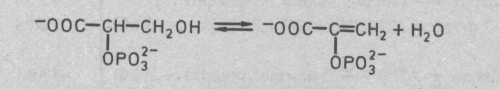 ⁻OOC—CH—CH₂OH ⇌ ⁻OOC—C=CH₂ + H₂O
OPO₃²⁻ OPO₃²⁻